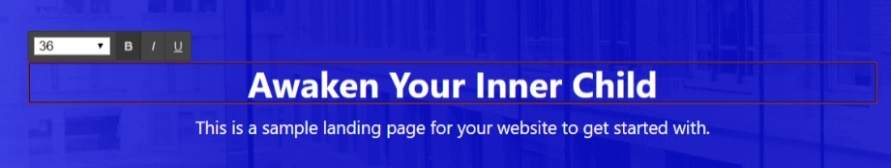 36 B I U
Awaken Your Inner Child
This is a sample landing page for your website to get started with.